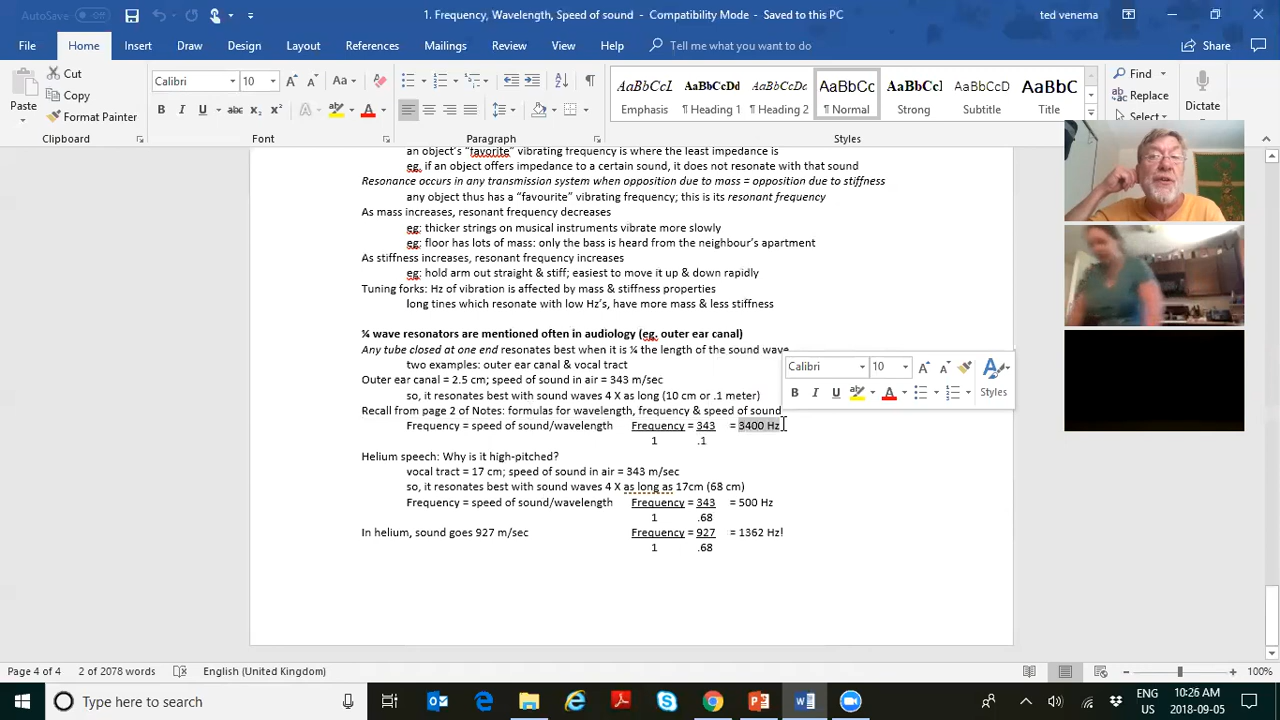 AutoSave Off
1. Frequency, Wavelength, Speed of sound - Compatibility Mode - Saved to this PC
ted venema
File Home Insert Draw Design Layout References Mailings Review View Help Tell me what you want to do Share
Paste
Cut
Copy
Format Painter
Calibri 10 Aa
AaBbCcL AaBbCcDd AaBbCcDd AaBbCc AaBbCcI AaBbCcD AaBbCc
Emphasis ¶ Heading 1 ¶ Heading 2 ¶ Normal Strong Subtitle Title
Find
Replace
Select
Dictate
Clipboard Font Paragraph Styles
an object's "favorite" vibrating frequency is where the least impedance is
eg, if an object offers impedance to a certain sound, it does not resonate with that sound
Resonance occurs in any transmission system when opposition due to mass = opposition due to stiffness
any object thus has a "favourite" vibrating frequency; this is its resonant frequency
As mass increases, resonant frequency decreases
eg: thicker strings on musical instruments vibrate more slowly
eg: floor has lots of mass: only the bass is heard from the neighbour's apartment
As stiffness increases, resonant frequency increases
eg: hold arm out straight & stiff; easiest to move it up & down rapidly
Tuning forks: Hz of vibration is affected by mass & stiffness properties
long tines which resonate with low Hz's, have more mass & less stiffness
¼ wave resonators are mentioned often in audiology (eg. outer ear canal)
Any tube closed at one end resonates best when it is ¼ the length of the sound wave
two examples: outer ear canal & vocal tract
Outer ear canal = 2.5 cm; speed of sound in air = 343 m/sec
so, it resonates best with sound waves 4 X as long (10 cm or .1 meter)
Recall from page 2 of Notes: formulas for wavelength, frequency & speed of sound
Frequency = speed of sound/wavelength Frequency = 343 = 3400 Hz
1 .1
Helium speech: Why is it high-pitched?
vocal tract = 17 cm; speed of sound in air = 343 m/sec
so, it resonates best with sound waves 4 X as long as 17cm (68 cm)
Frequency = speed of sound/wavelength Frequency = 343 = 500 Hz
1 .68
In helium, sound goes 927 m/sec Frequency = 927 = 1362 Hz!
1 .68
Calibri 10
Styles
Page 4 of 4 2 of 2078 words English (United Kingdom) 100%
Type here to search
ENG
US
10:26 AM
2018-09-05